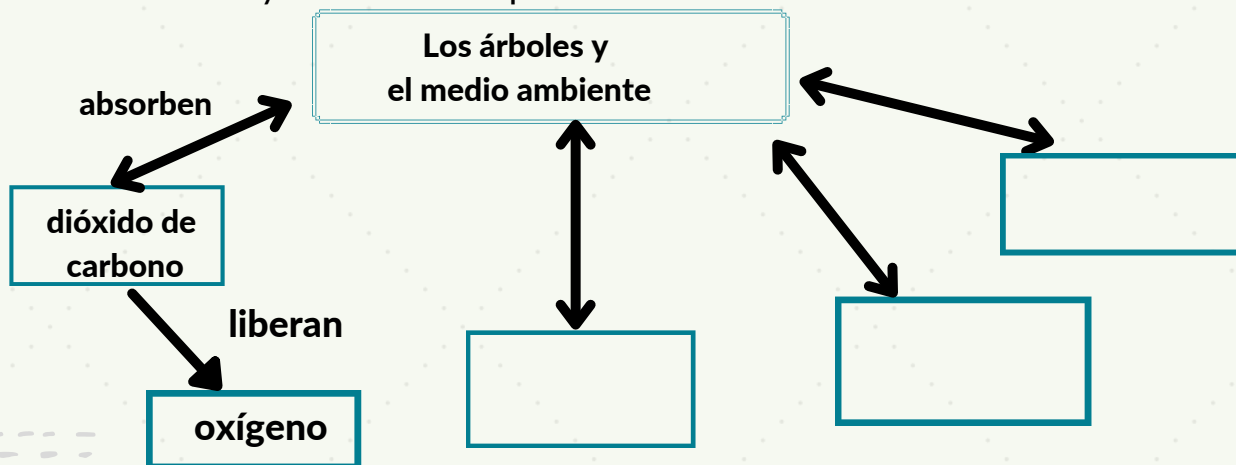 Los árboles y
el medio ambiente
absorben
dióxido de
carbono
liberan
oxígeno